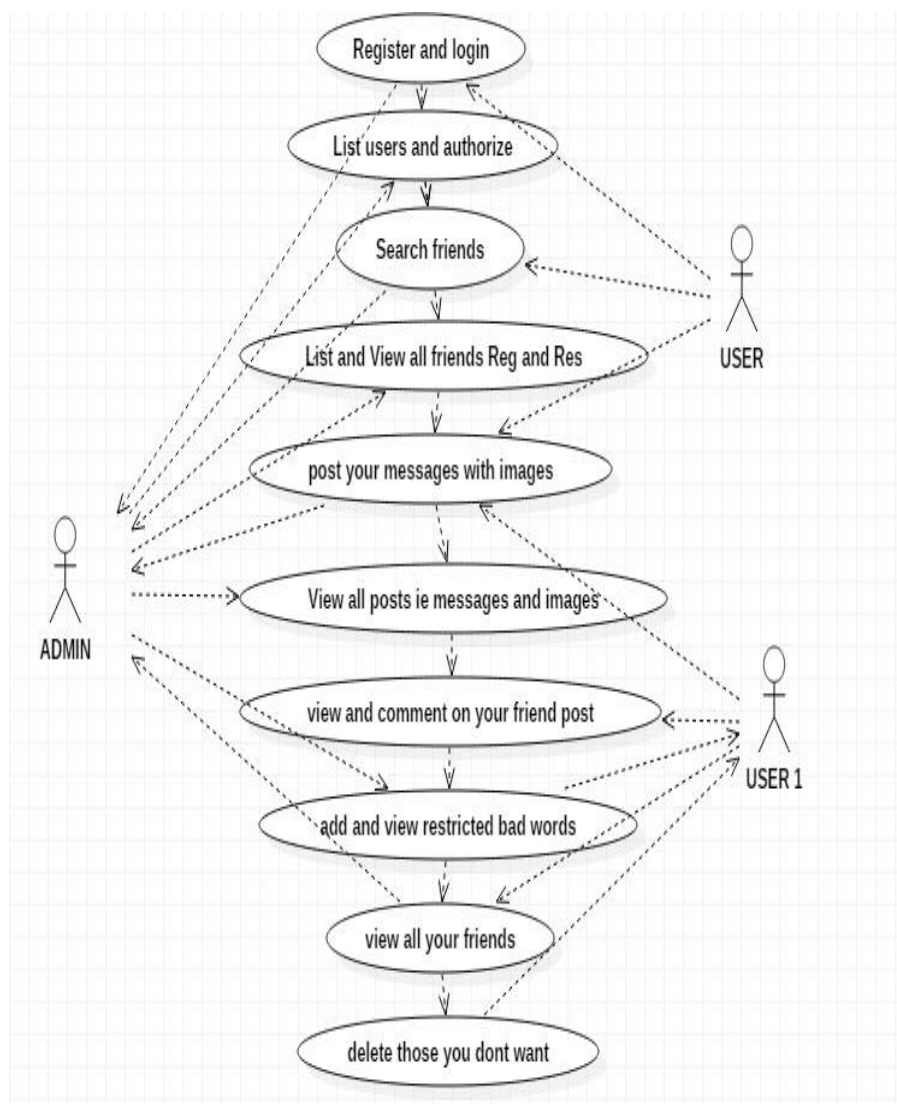 Register and login
List users and authorize
Search friends
USER
List and View all friends Reg and Res
post your messages with images
ADMIN
View all posts ie messages and images
view and comment on your friend post
USER 1
add and view restricted bad words
view all your friends
delete those you dont want